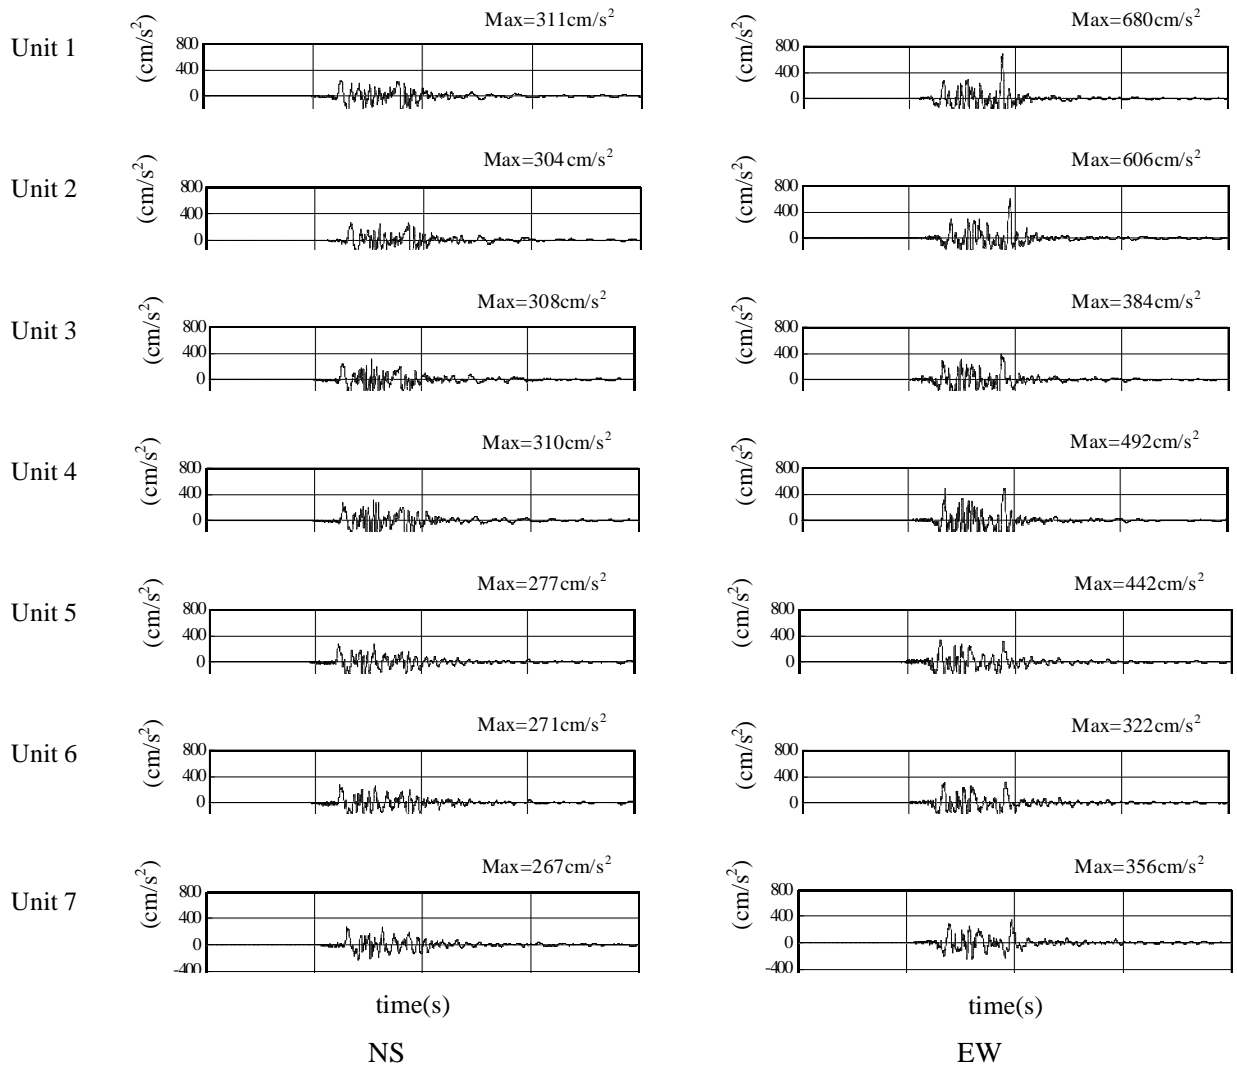 Max=311cm/s²
Max=680cm/s²
Unit 1
(cm/s²)
800
400
0
(cm/s²)
800
400
0
Max=304cm/s²
Max=606cm/s²
Unit 2
(cm/s²)
800
400
0
(cm/s²)
800
400
0
Max=308cm/s²
Max=384cm/s²
Unit 3
(cm/s²)
800
400
0
(cm/s²)
800
400
0
Max=310cm/s²
Max=492cm/s²
Unit 4
(cm/s²)
800
400
0
(cm/s²)
800
400
0
Max=277cm/s²
Max=442cm/s²
Unit 5
(cm/s²)
800
400
0
(cm/s²)
800
400
0
Max=271cm/s²
Max=322cm/s²
Unit 6
(cm/s²)
800
400
0
(cm/s²)
800
400
0
Max=267cm/s²
Max=356cm/s²
Unit 7
(cm/s²)
800
400
0
-400
(cm/s²)
800
400
0
-400
time(s)
time(s)
NS
EW